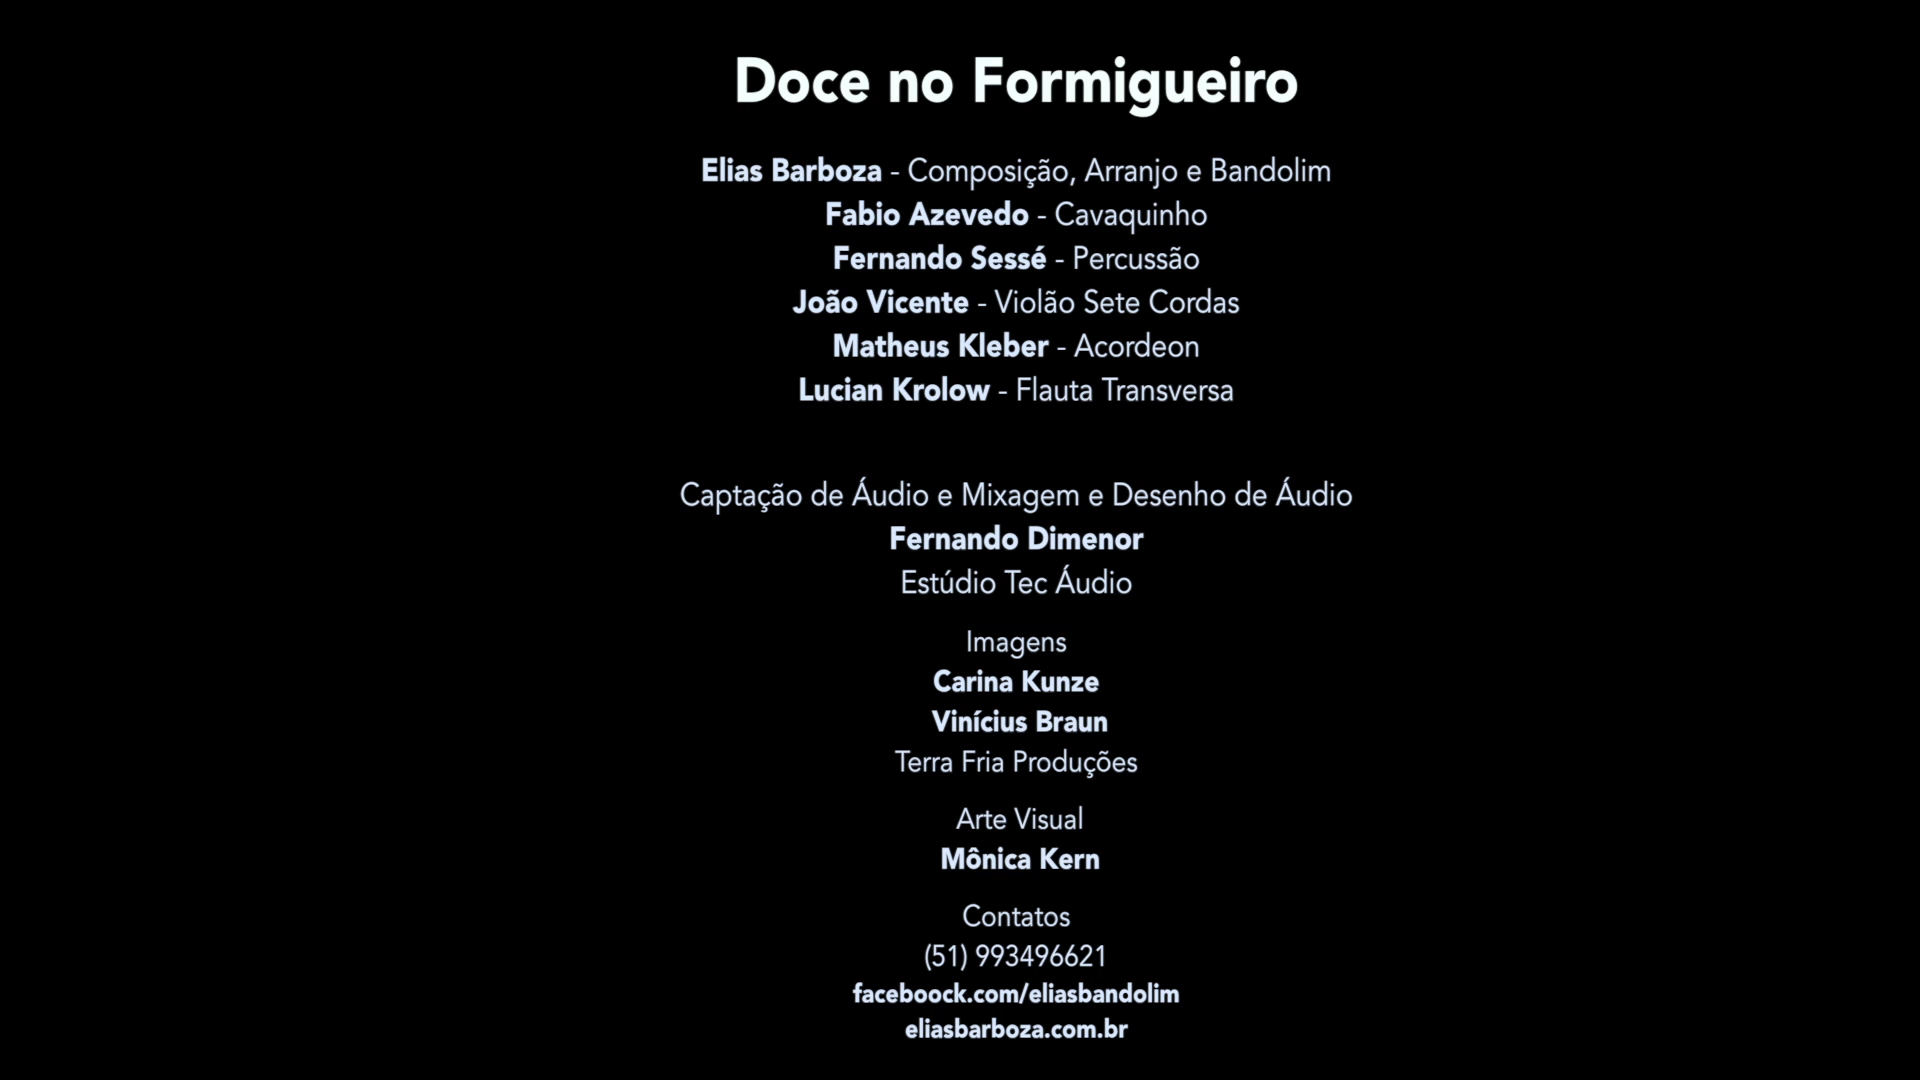 Doce no Formigueiro
Elias Barboza - Composição, Arranjo e Bandolim
Fabio Azevedo - Cavaquinho
Fernando Sessé - Percussão
João Vicente - Violão Sete Cordas
Matheus Kleber - Acordeon
Lucian Krolow - Flauta Transversa
Captação de Áudio e Mixagem e Desenho de Áudio
Fernando Dimenor
Estúdio Tec Áudio
Imagens
Carina Kunze
Vinícius Braun
Terra Fria Produções
Arte Visual
Mônica Kern
Contatos
(51) 993496621
faceboock.com/eliasbandolim
eliasbarboza.com.br